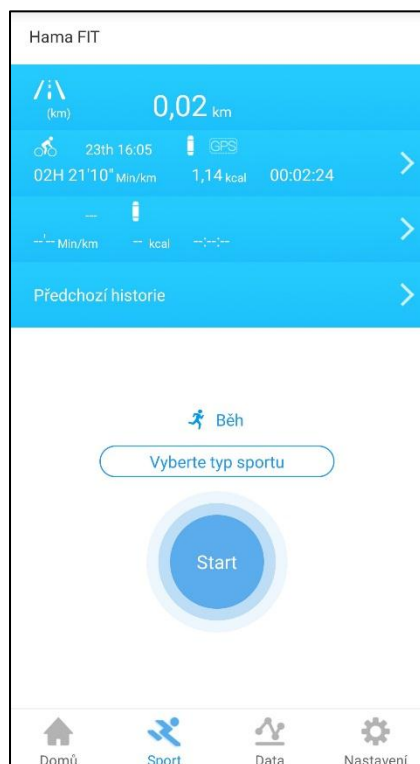 Hama FIT
(km)
0,02 km
23th 16:05 GPS
02H 21'10" Min/km 1,14 kcal 00:02:24
--
--'-- Min/km -- kcal --:--:--
Předchozí historie
Běh
Vyberte typ sportu
Start
Domů Sport Data Nastavení